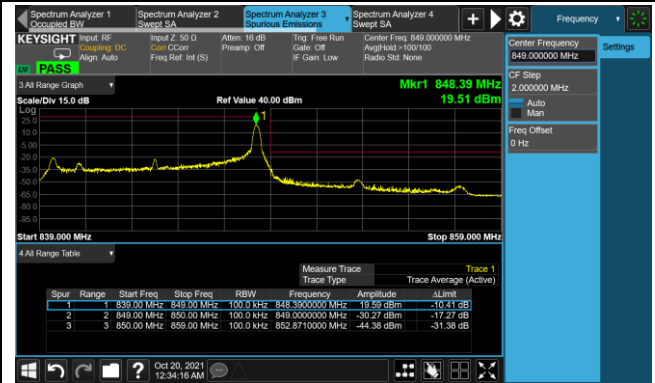 Spectrum Analyzer 1 Spectrum Analyzer 2 Spectrum Analyzer 3 Spectrum Analyzer 4 Frequency
Occupied BW Swept SA Spurious Emissions Swept SA
KEYSIGHT Input: RF Input Z: 50 Ω Atten: 16 dB Trig: Free Run Center Freq: 849.000000 MHz
Coupling: DC Corr CCorr Preamp: Off Gate: Off Avg|Hold:>100/100
Align: Auto Freq Ref: Int (S) IF Gain: Low Radio Std: None
PASS
Center Frequency
849.000000 MHz
Settings
CF Step
2.000000 MHz
Auto
Man
Freq Offset
0 Hz
3 All Range Graph Mkr1 848.39 MHz
Scale/Div 15.0 dB Ref Value 40.00 dBm 19.51 dBm
Log
25.0
10.0
-5.00
-20.0
-35.0
-50.0
-65.0
-80.0
-95.0
1
Start 839.000 MHz Stop 859.000 MHz
4 All Range Table
Measure Trace Trace 1
Trace Type Trace Average (Active)
Spur Range Start Freq Stop Freq RBW Frequency Amplitude ΔLimit
1 1 839.00 MHz 849.00 MHz 100.0 kHz 848.3900000 MHz 19.59 dBm -10.41 dB
2 2 849.00 MHz 850.00 MHz 100.0 kHz 849.0000000 MHz -30.27 dBm -17.27 dB
3 3 850.00 MHz 859.00 MHz 100.0 kHz 852.8710000 MHz -44.38 dBm -31.38 dB
Oct 20, 2021
12:34:16 AM